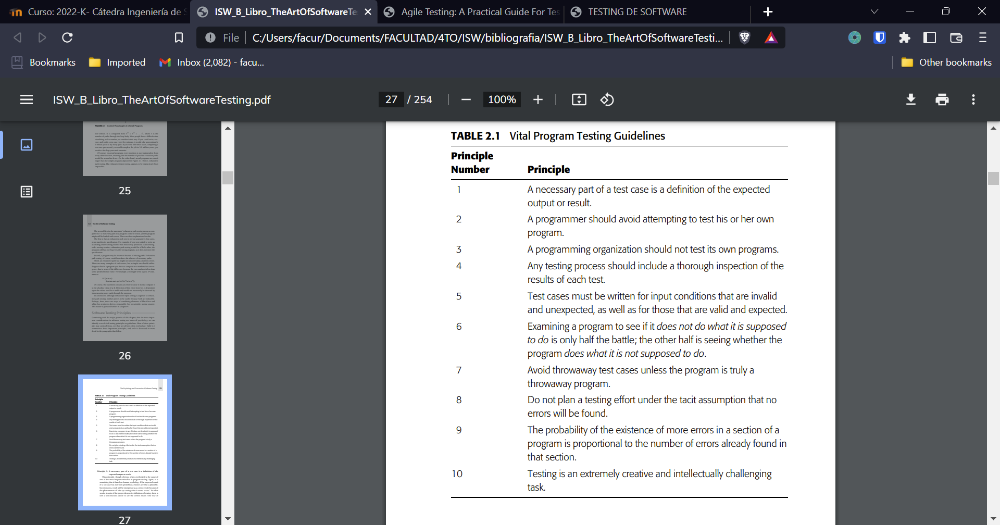 Curso: 2022-K- Cátedra Ingeniería de S
ISW_B_Libro_TheArtOfSoftwareTe
Agile Testing: A Practical Guide For Tes
TESTING DE SOFTWARE
File
C:/Users/facur/Documents/FACULTAD/4TO/ISW/bibliografia/ISW_B_Libro_TheArtOfSoftwareTesti...
Bookmarks
Imported
Inbox (2,082) - facu...
Other bookmarks
ISW_B_Libro_TheArtOfSoftwareTesting.pdf
27 / 254
100%
25
26
27
Software Testing Principles
TABLE 2.1 Vital Program Testing Guidelines
Principle
Number Principle
1 A necessary part of a test case is a definition of the expected
output or result.
2 A programmer should avoid attempting to test his or her own
program.
3 A programming organization should not test its own programs.
4 Any testing process should include a thorough inspection of the
results of each test.
5 Test cases must be written for input conditions that are invalid
and unexpected, as well as for those that are valid and expected.
6 Examining a program to see if it does not do what it is supposed
to do is only half the battle; the other half is seeing whether the
program does what it is not supposed to do.
7 Avoid throwaway test cases unless the program is truly a
throwaway program.
8 Do not plan a testing effort under the tacit assumption that no
errors will be found.
9 The probability of the existence of more errors in a section of a
program is proportional to the number of errors already found in
that section.
10 Testing is an extremely creative and intellectually challenging
task.